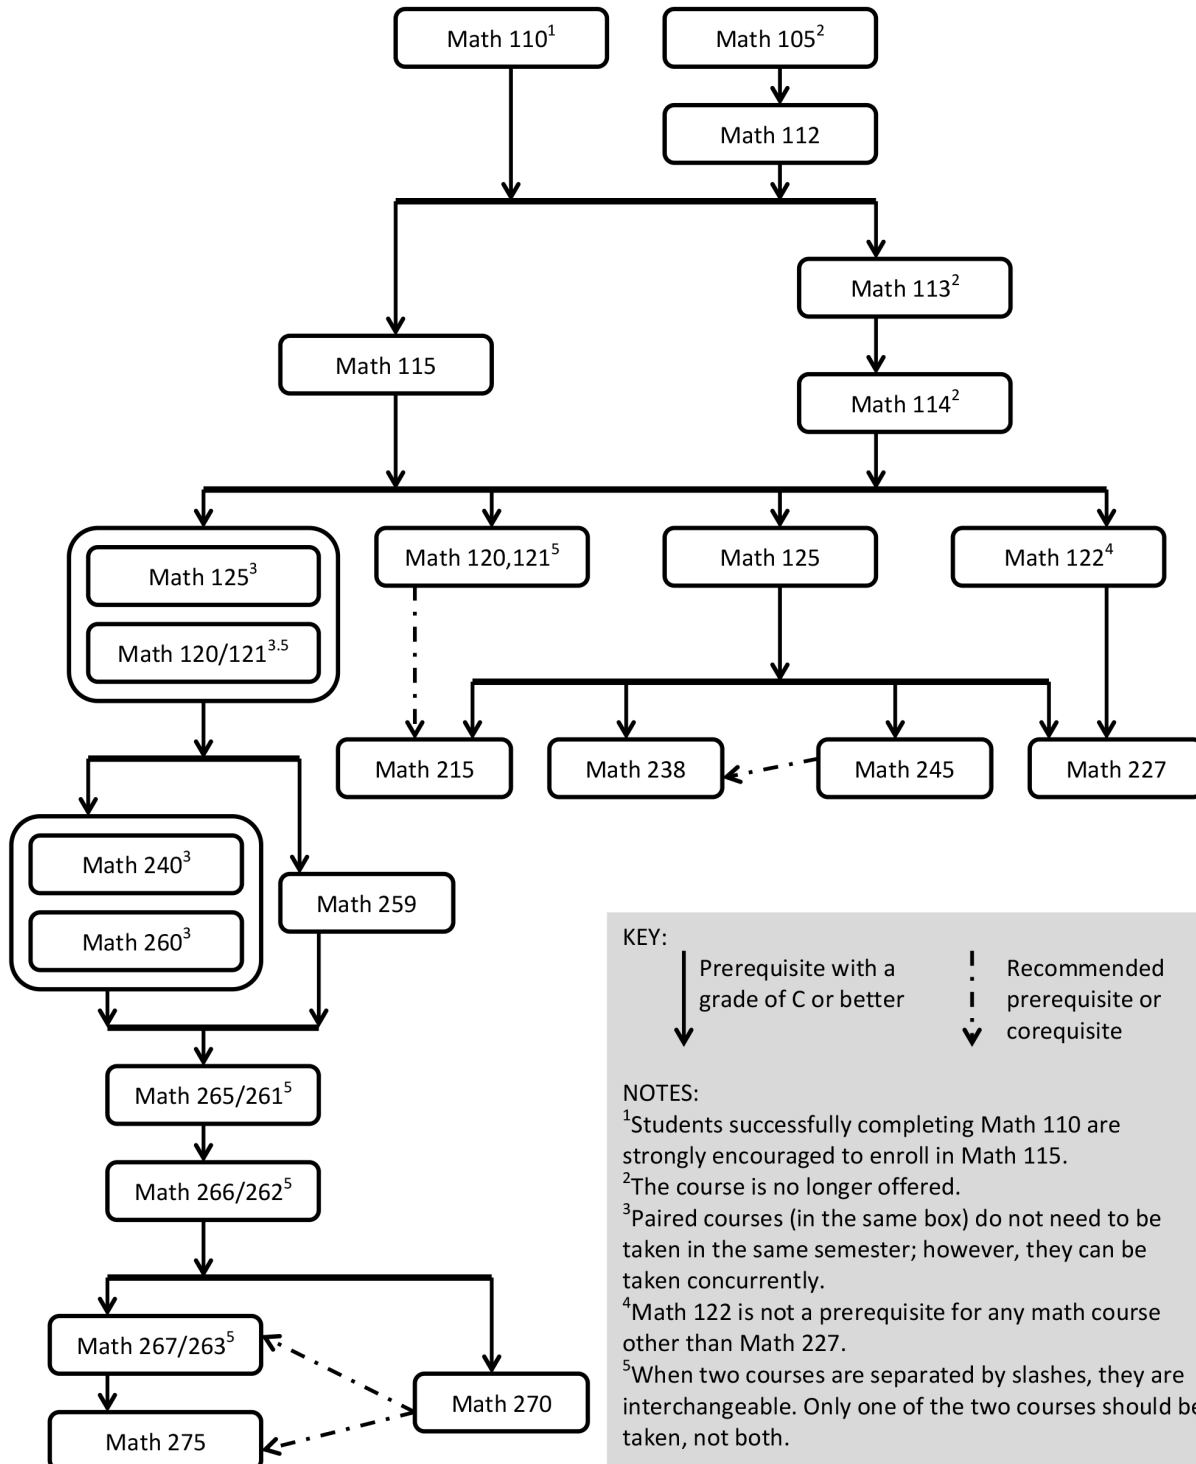 Math 110¹
Math 105²
Math 112
Math 113²
Math 115
Math 114²
Math 125³
Math 120/121³·⁵
Math 120,121⁵
Math 125
Math 122⁴
Math 215
Math 238
Math 245
Math 227
Math 240³
Math 260³
Math 259
Math 265/261⁵
Math 266/262⁵
Math 267/263⁵
Math 270
Math 275
KEY:
Prerequisite with a
grade of C or better
Recommended
prerequisite or
corequisite
NOTES:
¹Students successfully completing Math 110 are
strongly encouraged to enroll in Math 115.
²The course is no longer offered.
³Paired courses (in the same box) do not need to be
taken in the same semester; however, they can be
taken concurrently.
⁴Math 122 is not a prerequisite for any math course
other than Math 227.
⁵When two courses are separated by slashes, they are
interchangeable. Only one of the two courses should be
taken, not both.